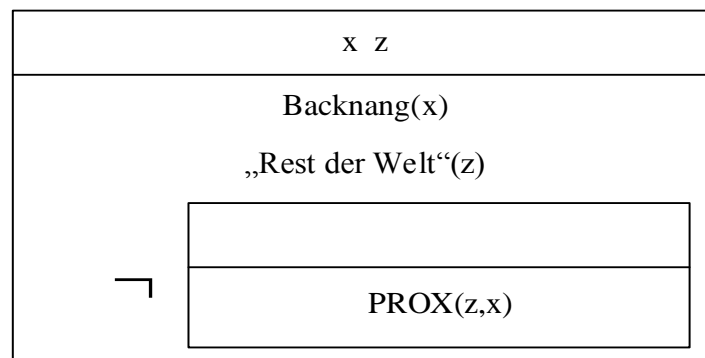 x z
Backnang(x)
„Rest der Welt“(z)
¬ PROX(z,x)